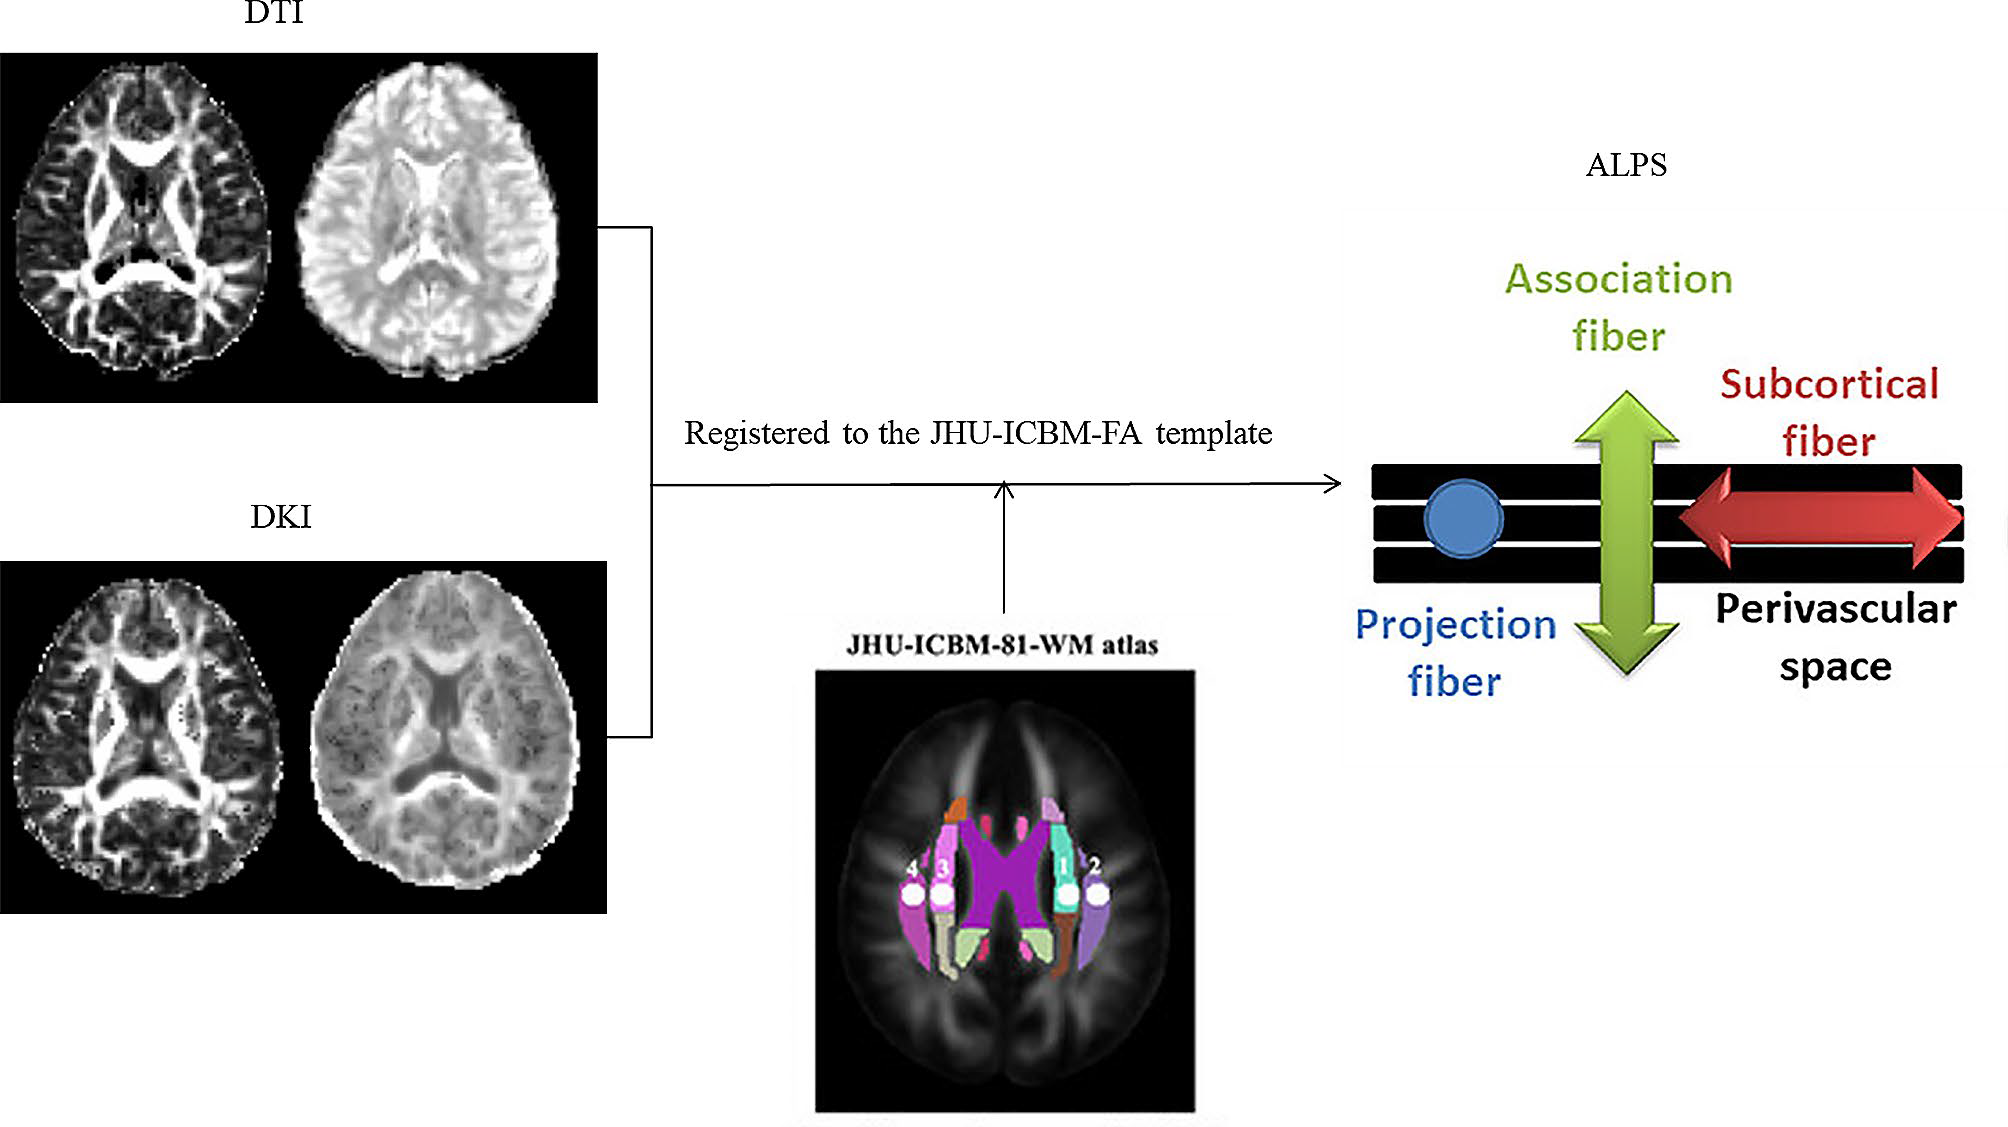 DTI
DKI
Registered to the JHU-ICBM-FA template
JHU-ICBM-81-WM atlas
4
3
1
2
ALPS
Association
fiber
Subcortical
fiber
Projection
fiber
Perivascular
space